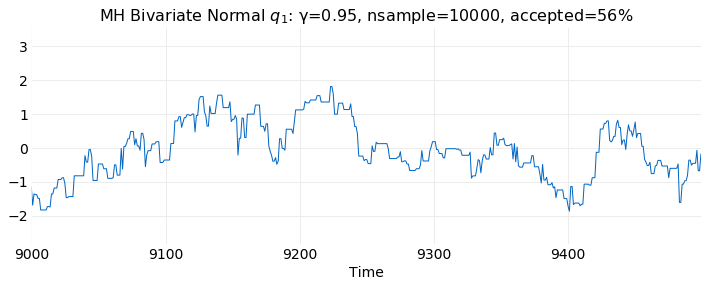 MH Bivariate Normal q₁: γ=0.95, nsample=10000, accepted=56%
3
2
1
0
−1
−2
9000 9100 9200 9300 9400
Time